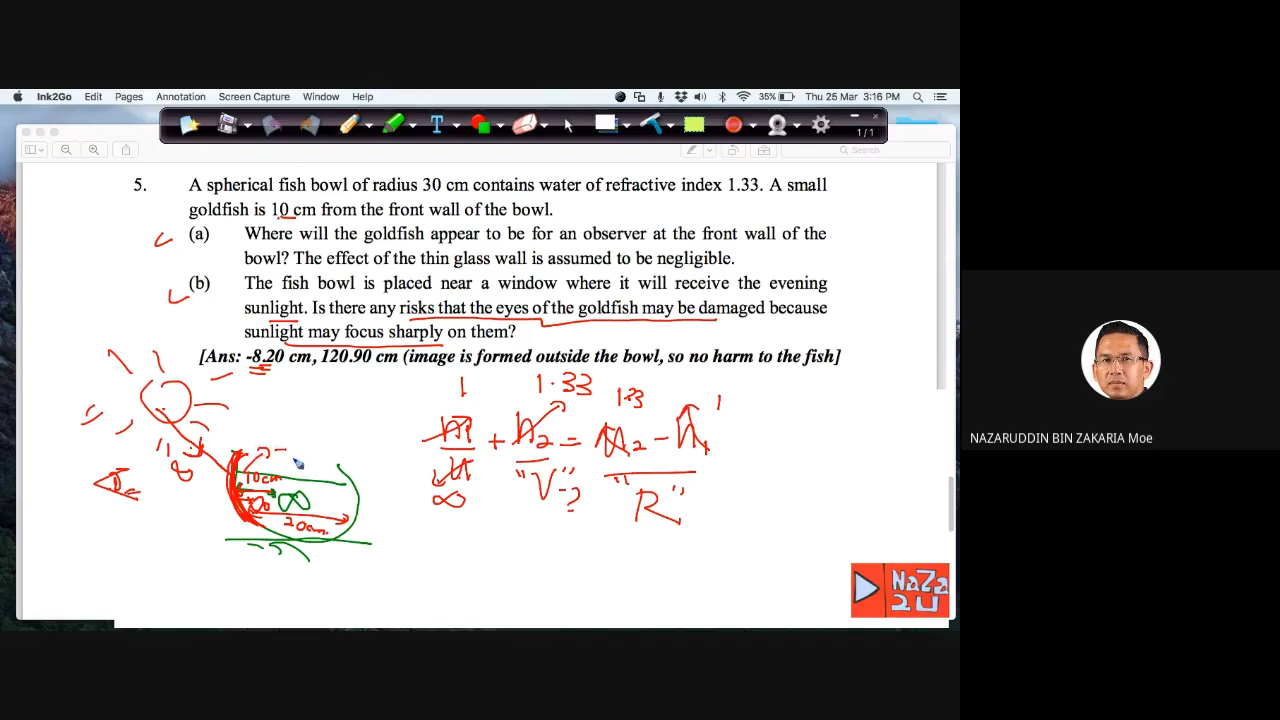 Ink2Go Edit Pages Annotation Screen Capture Window Help 35% Thu 25 Mar 3:16 PM
T
1/1
Search
5. A spherical fish bowl of radius 30 cm contains water of refractive index 1.33. A small
goldfish is 10 cm from the front wall of the bowl.
(a) Where will the goldfish appear to be for an observer at the front wall of the
bowl? The effect of the thin glass wall is assumed to be negligible.
(b) The fish bowl is placed near a window where it will receive the evening
sunlight. Is there any risks that the eyes of the goldfish may be damaged because
sunlight may focus sharply on them?
[Ans: -8.20 cm, 120.90 cm (image is formed outside the bowl, so no harm to the fish]
1 1.33 1.33 1
n1 + n2 = n2 - n1
u "V" "R"
∞ ?
10cm
20cm
NAZARUDDIN BIN ZAKARIA Moe
NaZa
2U